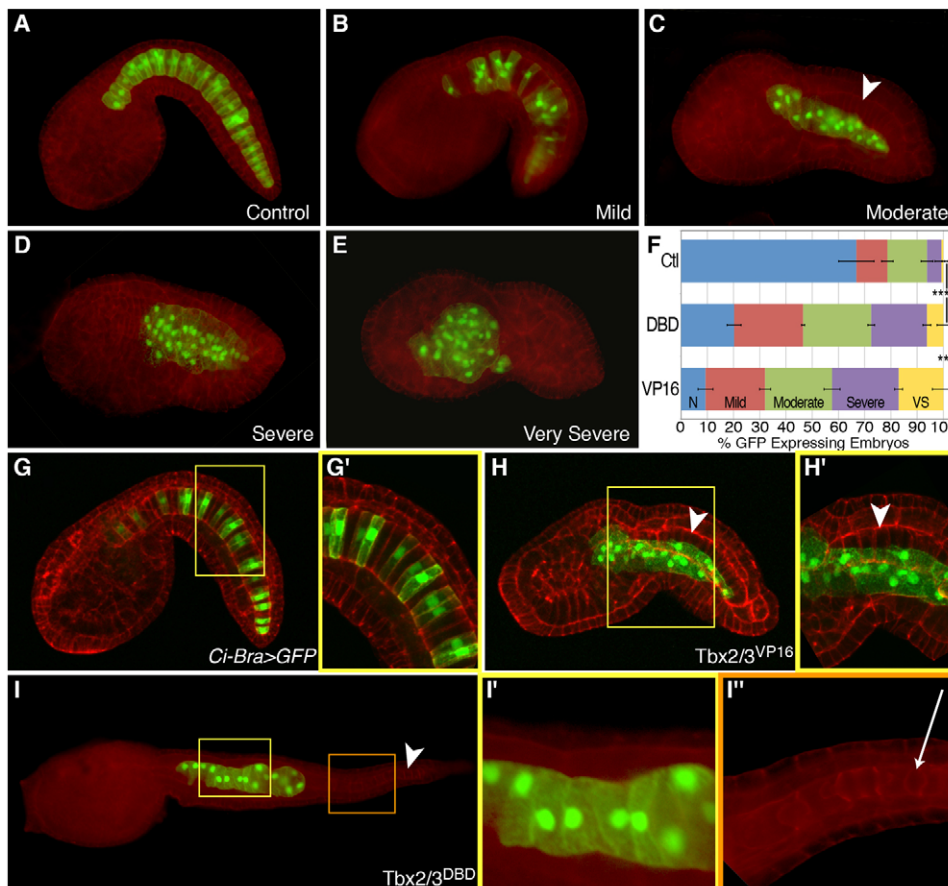 A
Control
B
Mild
C
Moderate
D
Severe
E
Very Severe
F
Ctl
***
DBD
**
VP16
N Mild Moderate Severe VS
0 10 20 30 40 50 60 70 80 90
% GFP Expressing Embryos
G
Ci-Bra>GFP
G'
H
Tbx2/3VP16
H'
I
Tbx2/3DBD
I'
I"